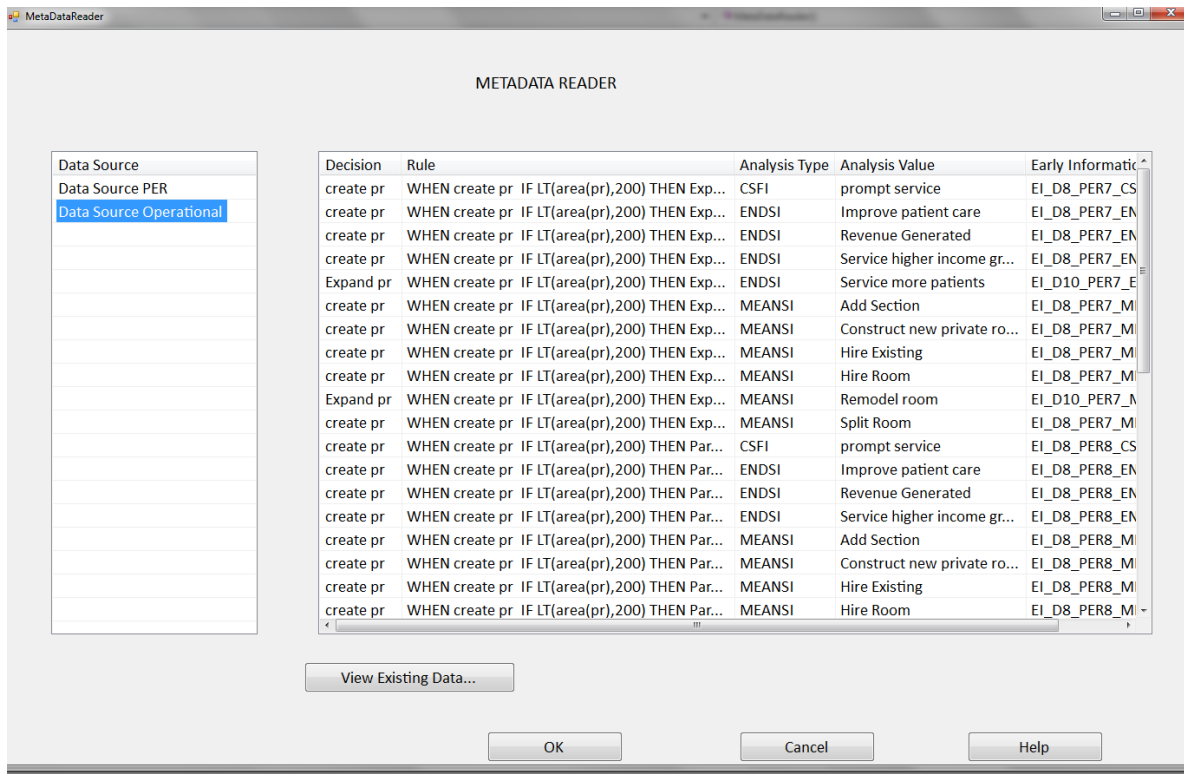 MetaDataReader
METADATA READER
Data Source
Data Source PER
Data Source Operational
Decision Rule Analysis Type Analysis Value Early Informatic
create pr WHEN create pr IF LT(area(pr),200) THEN Exp... CSFI prompt service EI_D8_PER7_CS
create pr WHEN create pr IF LT(area(pr),200) THEN Exp... ENDSI Improve patient care EI_D8_PER7_EN
create pr WHEN create pr IF LT(area(pr),200) THEN Exp... ENDSI Revenue Generated EI_D8_PER7_EN
create pr WHEN create pr IF LT(area(pr),200) THEN Exp... ENDSI Service higher income gr... EI_D8_PER7_EN
Expand pr WHEN create pr IF LT(area(pr),200) THEN Exp... ENDSI Service more patients EI_D10_PER7_E
create pr WHEN create pr IF LT(area(pr),200) THEN Exp... MEANSI Add Section EI_D8_PER7_MI
create pr WHEN create pr IF LT(area(pr),200) THEN Exp... MEANSI Construct new private ro... EI_D8_PER7_MI
create pr WHEN create pr IF LT(area(pr),200) THEN Exp... MEANSI Hire Existing EI_D8_PER7_MI
create pr WHEN create pr IF LT(area(pr),200) THEN Exp... MEANSI Hire Room EI_D8_PER7_MI
Expand pr WHEN create pr IF LT(area(pr),200) THEN Exp... MEANSI Remodel room EI_D10_PER7_N
create pr WHEN create pr IF LT(area(pr),200) THEN Exp... MEANSI Split Room EI_D8_PER7_MI
create pr WHEN create pr IF LT(area(pr),200) THEN Par... CSFI prompt service EI_D8_PER8_CS
create pr WHEN create pr IF LT(area(pr),200) THEN Par... ENDSI Improve patient care EI_D8_PER8_EN
create pr WHEN create pr IF LT(area(pr),200) THEN Par... ENDSI Revenue Generated EI_D8_PER8_EN
create pr WHEN create pr IF LT(area(pr),200) THEN Par... ENDSI Service higher income gr... EI_D8_PER8_EN
create pr WHEN create pr IF LT(area(pr),200) THEN Par... MEANSI Add Section EI_D8_PER8_MI
create pr WHEN create pr IF LT(area(pr),200) THEN Par... MEANSI Construct new private ro... EI_D8_PER8_MI
create pr WHEN create pr IF LT(area(pr),200) THEN Par... MEANSI Hire Existing EI_D8_PER8_MI
create pr WHEN create pr IF LT(area(pr),200) THEN Par... MEANSI Hire Room EI_D8_PER8_MI
View Existing Data...
OK Cancel Help